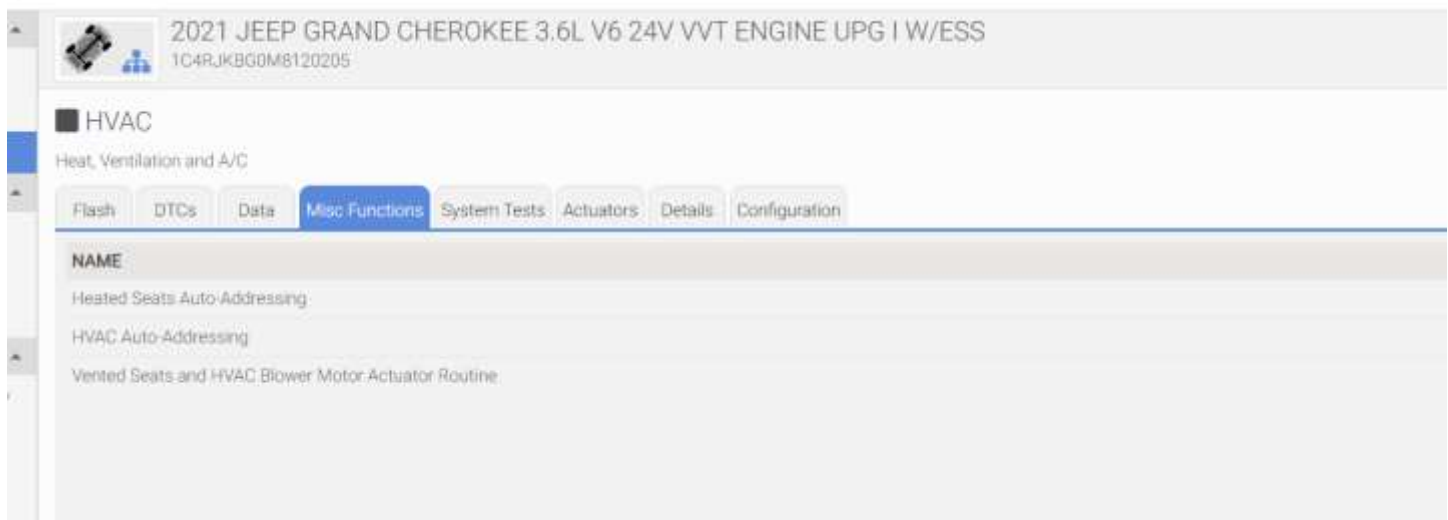 2021 JEEP GRAND CHEROKEE 3.6L V6 24V VVT ENGINE UPG I W/ESS
1C4RJKBG0M8120205
HVAC
Heat, Ventilation and A/C
Flash DTCs Data Misc Functions System Tests Actuators Details Configuration
NAME
Heated Seats Auto-Addressing
HVAC Auto-Addressing
Vented Seats and HVAC Blower Motor Actuator Routine